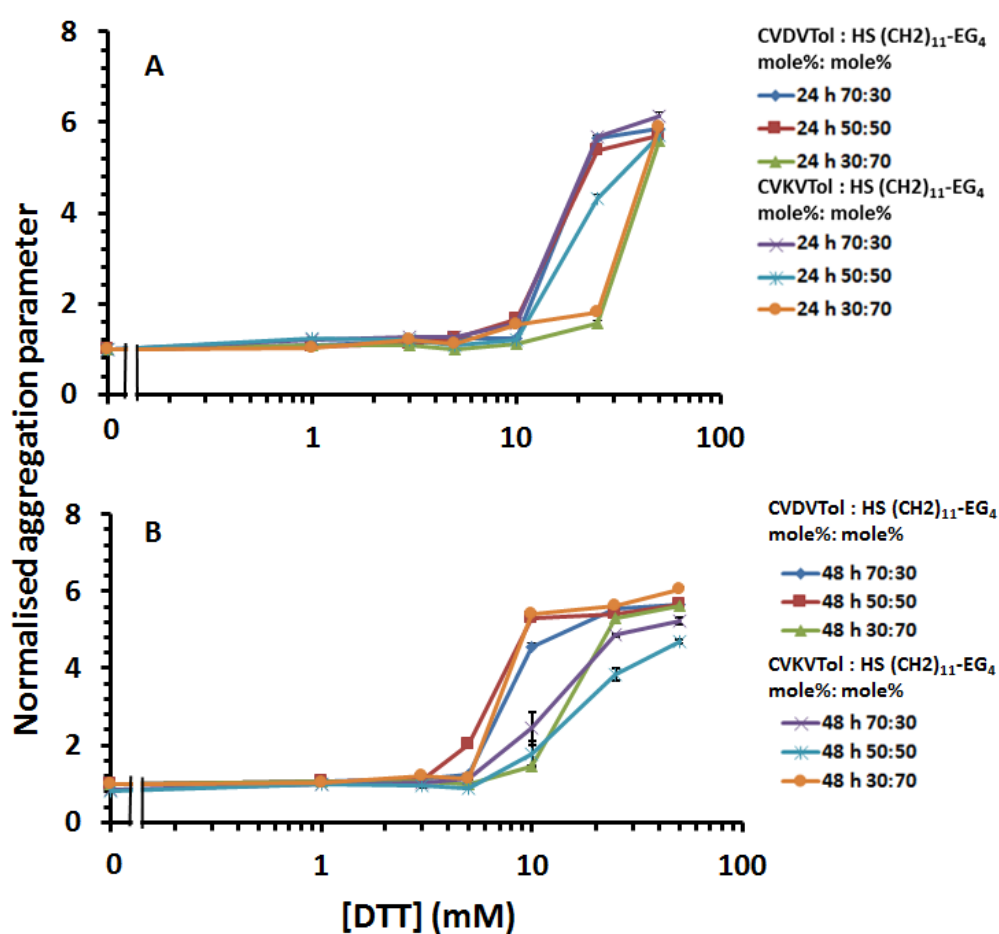 Normalised aggregation parameter
A
8
6
4
2
0
0 1 10 100
CVDVTol : HS (CH2)₁₁-EG₄
mole%: mole%
24 h 70:30
24 h 50:50
24 h 30:70
CVKVTol : HS (CH2)₁₁-EG₄
mole%: mole%
24 h 70:30
24 h 50:50
24 h 30:70
B
8
6
4
2
0
0 1 10 100
[DTT] (mM)
CVDVTol : HS (CH2)₁₁-EG₄
mole%: mole%
48 h 70:30
48 h 50:50
48 h 30:70
CVKVTol : HS (CH2)₁₁-EG₄
mole%: mole%
48 h 70:30
48 h 50:50
48 h 30:70